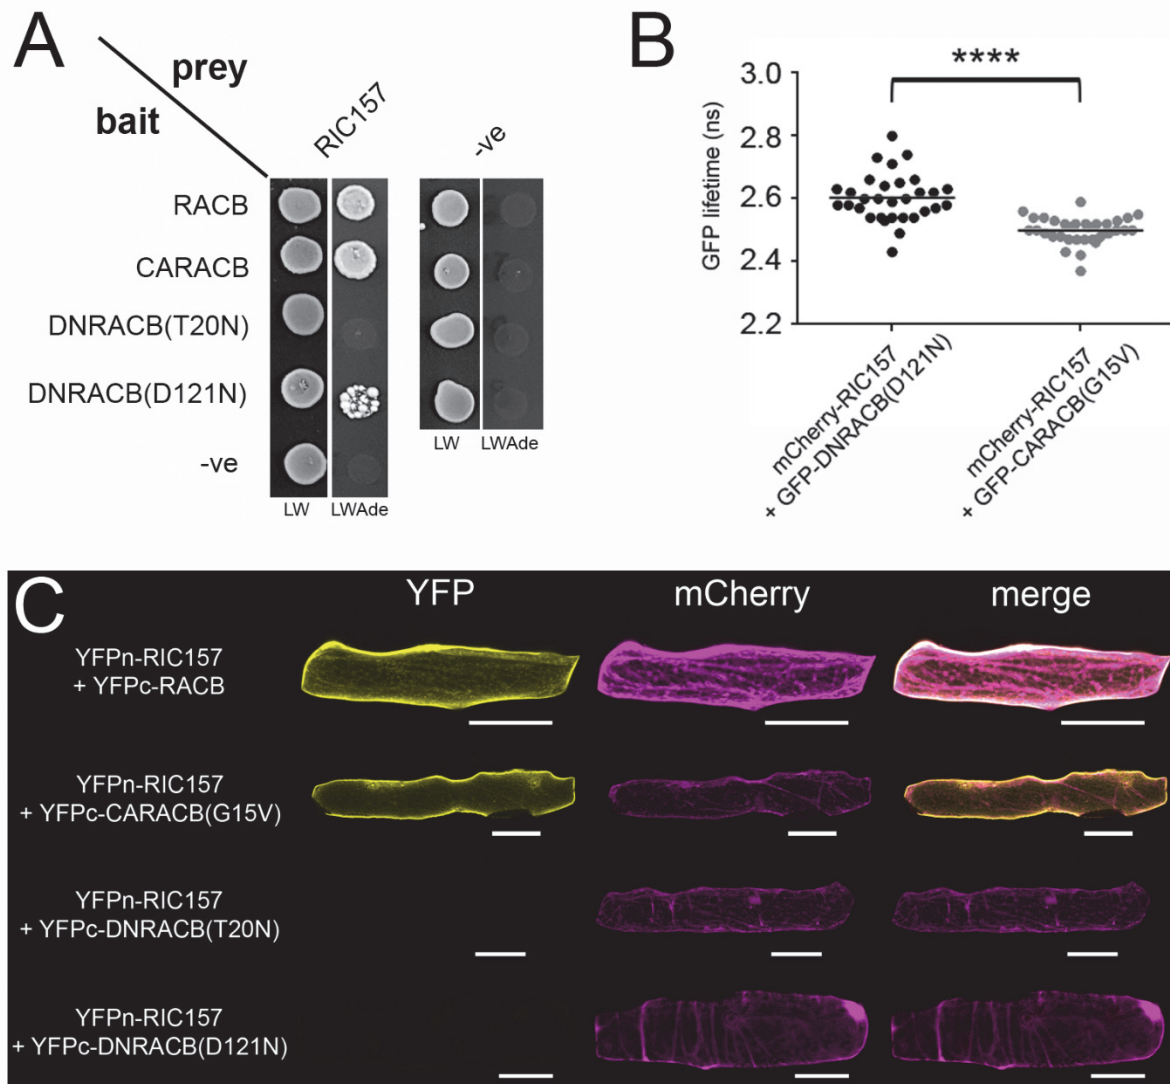 A
prey
bait
RIC157
-ve
RACB
CARACB
DNRACB(T20N)
DNRACB(D121N)
-ve
LW
LWAde
LW
LWAde
B
****
GFP lifetime (ns)
3.0
2.8
2.6
2.4
2.2
mCherry-RIC157
+ GFP-DNRACB(D121N)
mCherry-RIC157
+ GFP-CARACB(G15V)
C
YFP
mCherry
merge
YFPn-RIC157
+ YFPc-RACB
YFPn-RIC157
+ YFPc-CARACB(G15V)
YFPn-RIC157
+ YFPc-DNRACB(T20N)
YFPn-RIC157
+ YFPc-DNRACB(D121N)